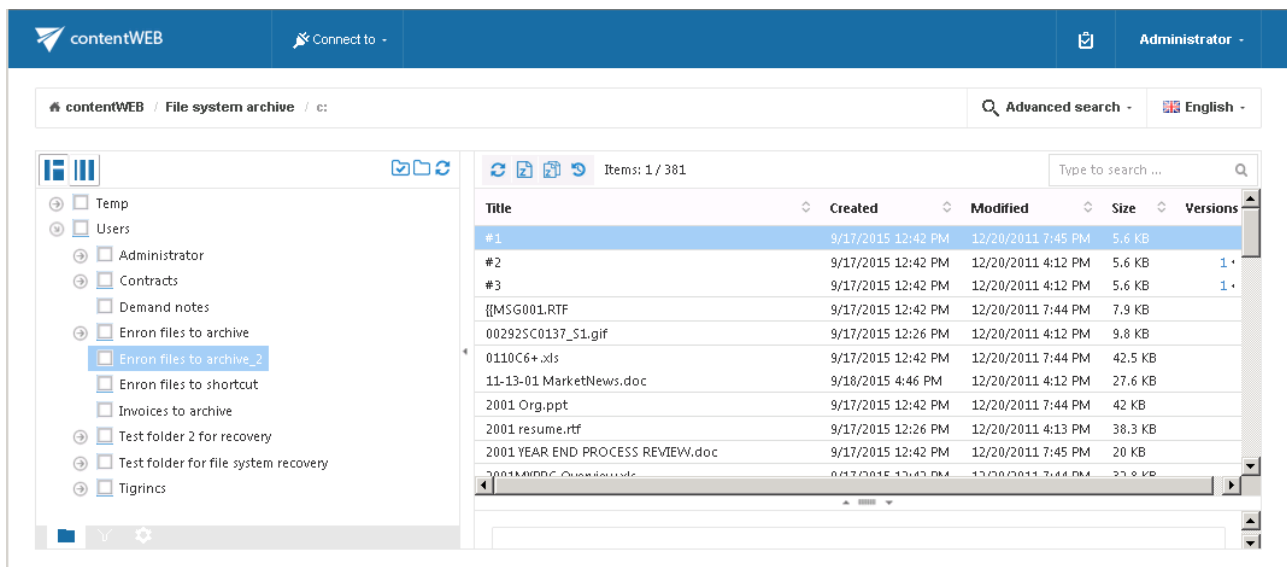 contentWEB Connect to Administrator
contentWEB / File system archive / c: Advanced search English
Items: 1 / 381 Type to search ...
Temp
Users
Administrator
Contracts
Demand notes
Enron files to archive
Enron files to archive_2
Enron files to shortcut
Invoices to archive
Test folder 2 for recovery
Test folder for file system recovery
Tigrincs
Title Created Modified Size Versions
#1 9/17/2015 12:42 PM 12/20/2011 7:45 PM 5.6 KB
#2 9/17/2015 12:42 PM 12/20/2011 4:12 PM 5.6 KB 1
#3 9/17/2015 12:42 PM 12/20/2011 4:12 PM 5.6 KB 1
{[MSG001.RTF 9/17/2015 12:42 PM 12/20/2011 7:44 PM 7.9 KB
00292SC0137_S1.gif 9/17/2015 12:26 PM 12/20/2011 4:12 PM 9.8 KB
0110C6+.xls 9/17/2015 12:42 PM 12/20/2011 7:44 PM 42.5 KB
11-13-01 MarketNews.doc 9/18/2015 4:46 PM 12/20/2011 4:12 PM 27.6 KB
2001 Org.ppt 9/17/2015 12:42 PM 12/20/2011 7:44 PM 42 KB
2001 resume.rtf 9/17/2015 12:26 PM 12/20/2011 4:13 PM 38.3 KB
2001 YEAR END PROCESS REVIEW.doc 9/17/2015 12:42 PM 12/20/2011 7:45 PM 20 KB
9/17/2015 12:42 PM 12/20/2011 7:44 PM